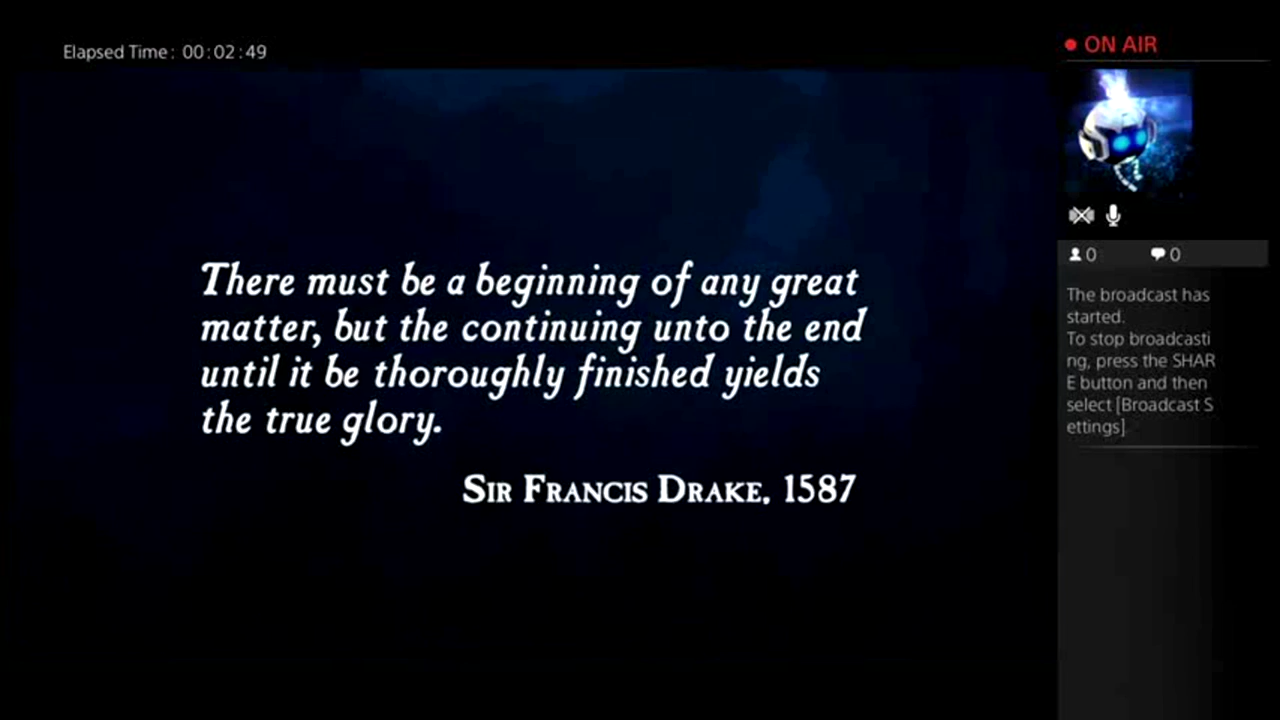 Elapsed Time: 00:02:49
ON AIR
There must be a beginning of any great
matter, but the continuing unto the end
until it be thoroughly finished yields
the true glory.
SIR FRANCIS DRAKE, 1587
0 0
The broadcast has
started.
To stop broadcasti
ng, press the SHAR
E button and then
select [Broadcast S
ettings]